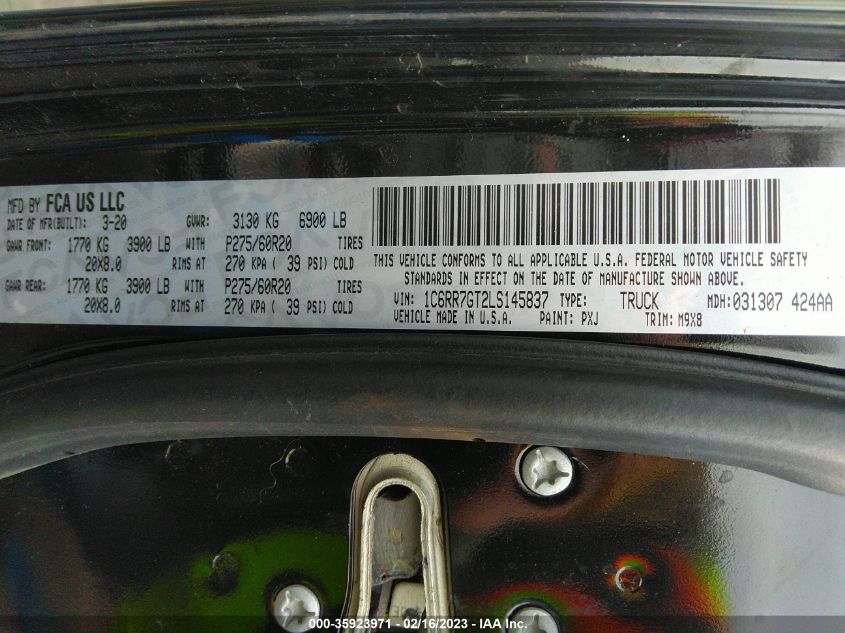 MFD BY FCA US LLC
DATE OF MFR(BUILT): 3-20 GVWR: 3130 KG 6900 LB
GAWR FRONT: 1770 KG 3900 LB WITH P275/60R20 TIRES
20X8.0 RIMS AT 270 KPA ( 39 PSI) COLD
GAWR REAR: 1770 KG 3900 LB WITH P275/60R20 TIRES
20X8.0 RIMS AT 270 KPA ( 39 PSI) COLD
THIS VEHICLE CONFORMS TO ALL APPLICABLE U.S.A. FEDERAL MOTOR VEHICLE SAFETY
STANDARDS IN EFFECT ON THE DATE OF MANUFACTURE SHOWN ABOVE.
VIN: 1C6RR7GT2LS145837 TYPE: TRUCK MDH: 031307 424AA
VEHICLE MADE IN U.S.A. PAINT: PXJ TRIM: M9X8
000-35923971 - 02/16/2023 - IAA Inc.